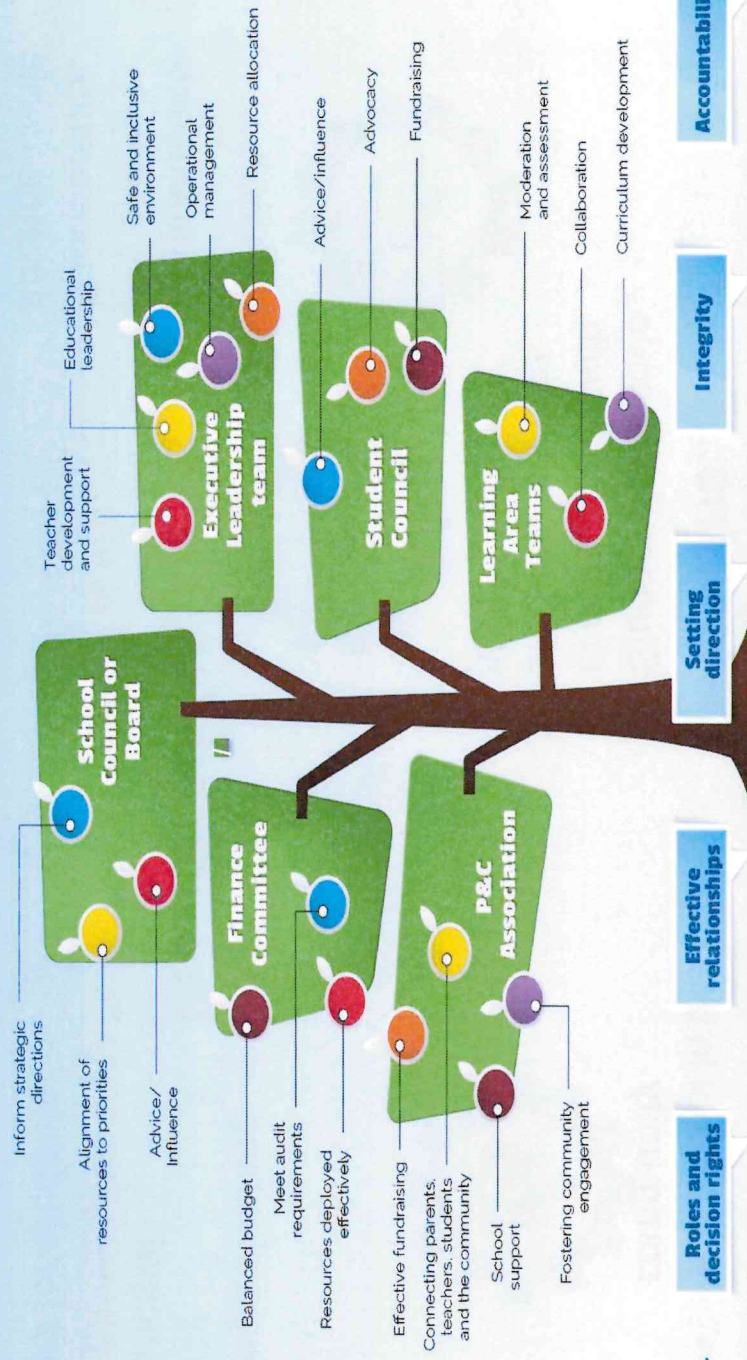 Inform strategic
directions
Alignment of
resources to priorities
Advice/
Influence
School
Council or
Board
Teacher
development
and support
Educational
leadership
Safe and inclusive
environment
Operational
management
Resource allocation
Executive
Leadership
team
Balanced budget
Meet audit
requirements
Resources deployed
effectively
Finance
Committee
Advice/influence
Advocacy
Fundraising
Student
Council
Effective fundraising
Connecting parents,
teachers, students
and the community
School
support
Fostering community
engagement
P&C
Association
Moderation
and assessment
Collaboration
Curriculum development
Learning
Area
Teams
Roles and
decision rights
Effective
relationships
Setting
direction
Integrity